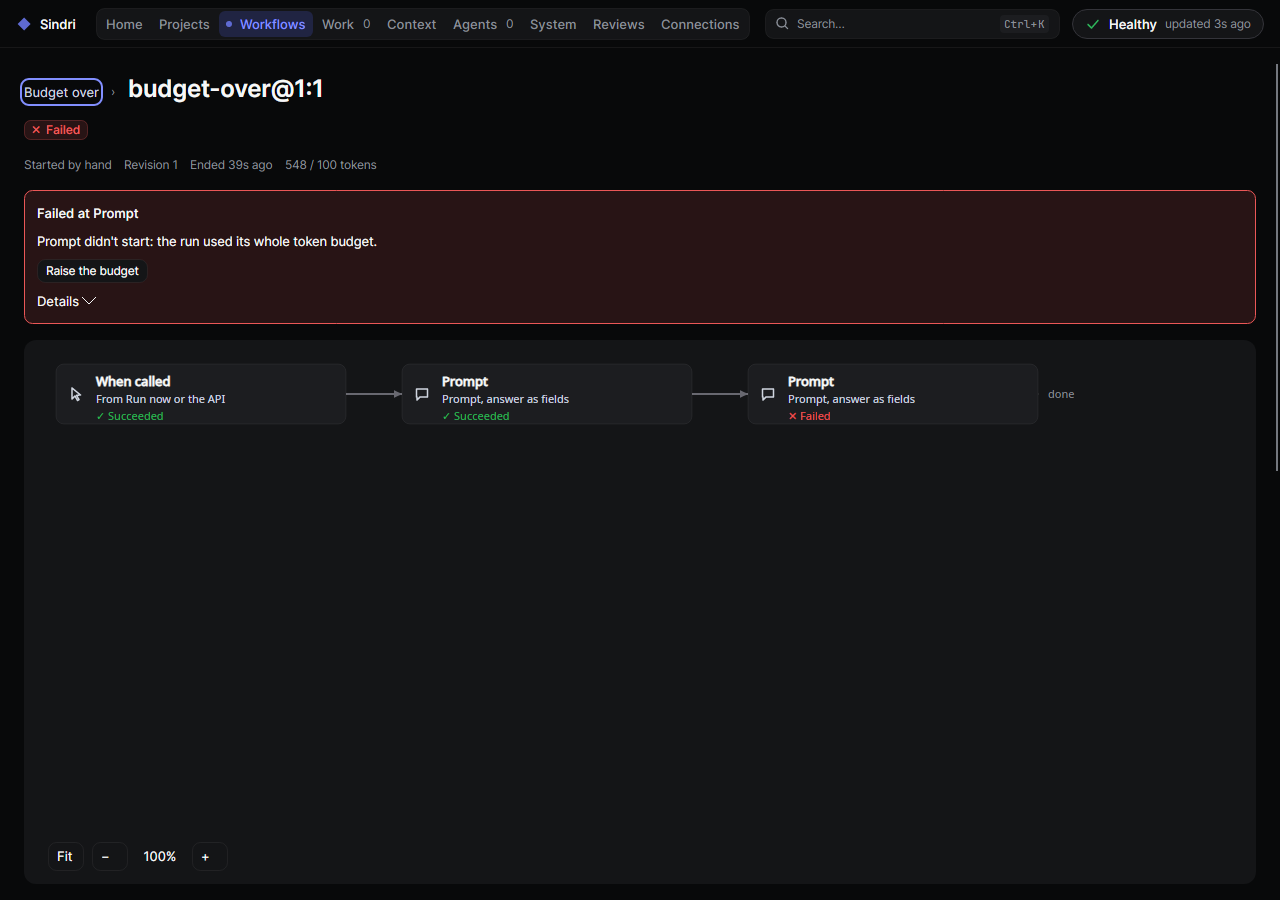 Sindri
Home Projects Workflows Work 0 Context Agents 0 System Reviews Connections
Search... Ctrl+K
Healthy updated 3s ago
Budget over › budget-over@1:1
✕ Failed
Started by hand Revision 1 Ended 39s ago 548 / 100 tokens
Failed at Prompt
Prompt didn't start: the run used its whole token budget.
Raise the budget
Details
When called
From Run now or the API
✓ Succeeded
Prompt
Prompt, answer as fields
✓ Succeeded
Prompt
Prompt, answer as fields
✕ Failed
done
Fit − 100% +